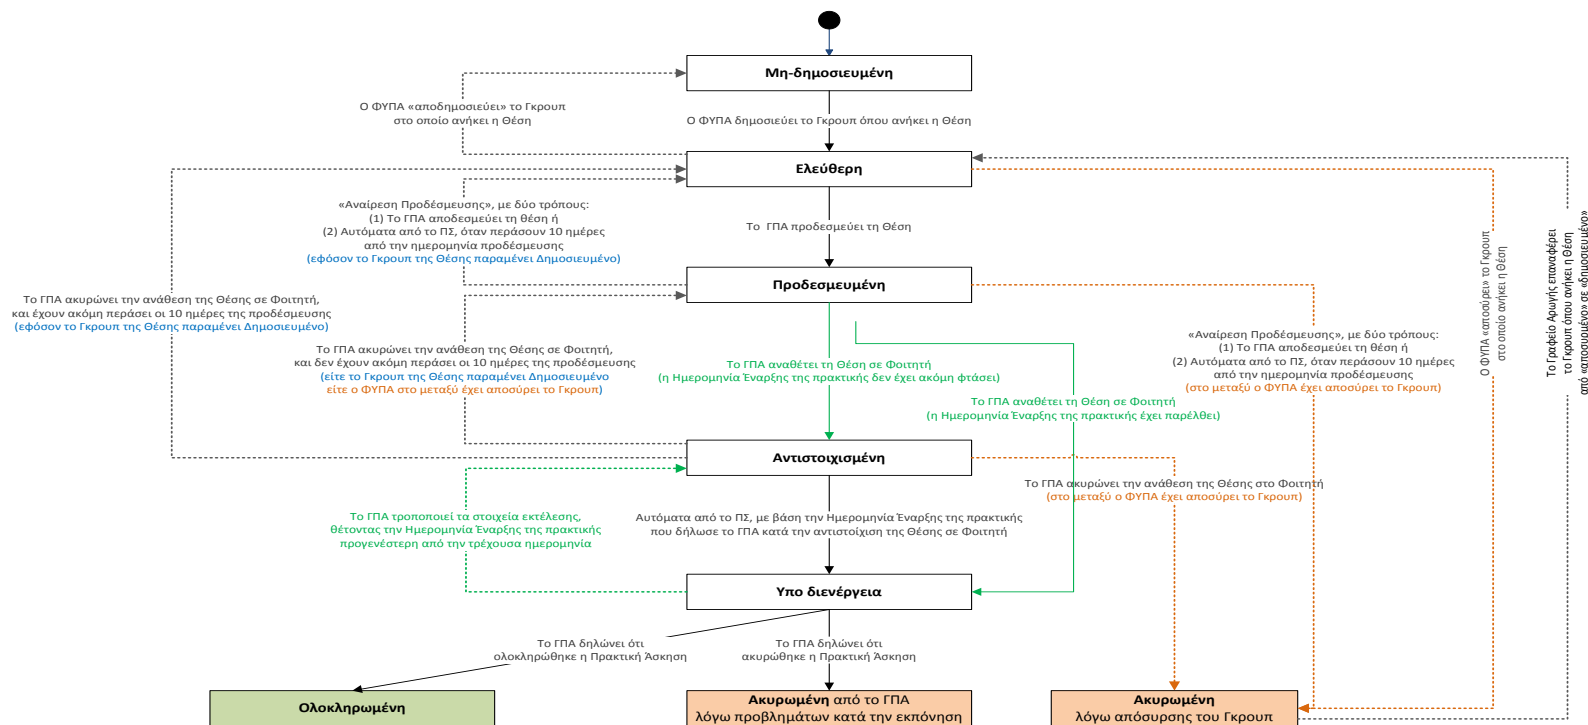 Μη-δημοσιευμένη
Ο ΦΥΠΑ «αποδημοσιεύει» το Γκρουπ
στο οποίο ανήκει η Θέση
Ο ΦΥΠΑ δημοσιεύει το Γκρουπ όπου ανήκει η Θέση
Ελεύθερη
«Αναίρεση Προδέσμευσης», με δύο τρόπους:
(1) Το ΓΠΑ αποδεσμεύει τη θέση ή
(2) Αυτόματα από το ΠΣ, όταν περάσουν 10 ημέρες
από την ημερομηνία προδέσμευσης
(εφόσον το Γκρουπ της Θέσης παραμένει Δημοσιευμένο)
Το ΓΠΑ προδεσμεύει τη Θέση
Ο ΦΥΠΑ «αποσύρει» το Γκρουπ
στο οποίο ανήκει η Θέση
Το Γραφείο Αρωγής επαναφέρει
το Γκρουπ όπου ανήκει η Θέση
από «αποσυρμένο» σε «δημοσιευμένο»
Προδεσμευμένη
Το ΓΠΑ ακυρώνει την ανάθεση της Θέσης σε Φοιτητή,
και έχουν ακόμη περάσει οι 10 ημέρες της προδέσμευσης
(εφόσον το Γκρουπ της Θέσης παραμένει Δημοσιευμένο)
Το ΓΠΑ ακυρώνει την ανάθεση της Θέσης σε Φοιτητή,
και δεν έχουν ακόμη περάσει οι 10 ημέρες της προδέσμευσης
(είτε το Γκρουπ της Θέσης παραμένει Δημοσιευμένο
είτε ο ΦΥΠΑ στο μεταξύ έχει αποσύρει το Γκρουπ)
Το ΓΠΑ αναθέτει τη Θέση σε Φοιτητή
(η Ημερομηνία Έναρξης της πρακτικής δεν έχει ακόμη φτάσει)
Το ΓΠΑ αναθέτει τη Θέση σε Φοιτητή
(η Ημερομηνία Έναρξης της πρακτικής έχει παρέλθει)
«Αναίρεση Προδέσμευσης», με δύο τρόπους:
(1) Το ΓΠΑ αποδεσμεύει τη θέση ή
(2) Αυτόματα από το ΠΣ, όταν περάσουν 10 ημέρες
από την ημερομηνία προδέσμευσης
(στο μεταξύ ο ΦΥΠΑ έχει αποσύρει το Γκρουπ)
Αντιστοιχισμένη
Το ΓΠΑ ακυρώνει την ανάθεση της Θέσης στο Φοιτητή
(στο μεταξύ ο ΦΥΠΑ έχει αποσύρει το Γκρουπ)
Το ΓΠΑ τροποποιεί τα στοιχεία εκτέλεσης,
θέτοντας την Ημερομηνία Έναρξης της πρακτικής
προγενέστερη από την τρέχουσα ημερομηνία
Αυτόματα από το ΠΣ, με βάση την Ημερομηνία Έναρξης της πρακτικής
που δήλωσε το ΓΠΑ κατά την αντιστοίχιση της Θέσης σε Φοιτητή
Υπο διενέργεια
Το ΓΠΑ δηλώνει ότι
ολοκληρώθηκε η Πρακτική Άσκηση
Το ΓΠΑ δηλώνει ότι
ακυρώθηκε η Πρακτική Άσκηση
Ολοκληρωμένη
Ακυρωμένη από το ΓΠΑ
λόγω προβλημάτων κατά την εκπόνηση
Ακυρωμένη
λόγω απόσυρσης του Γκρουπ